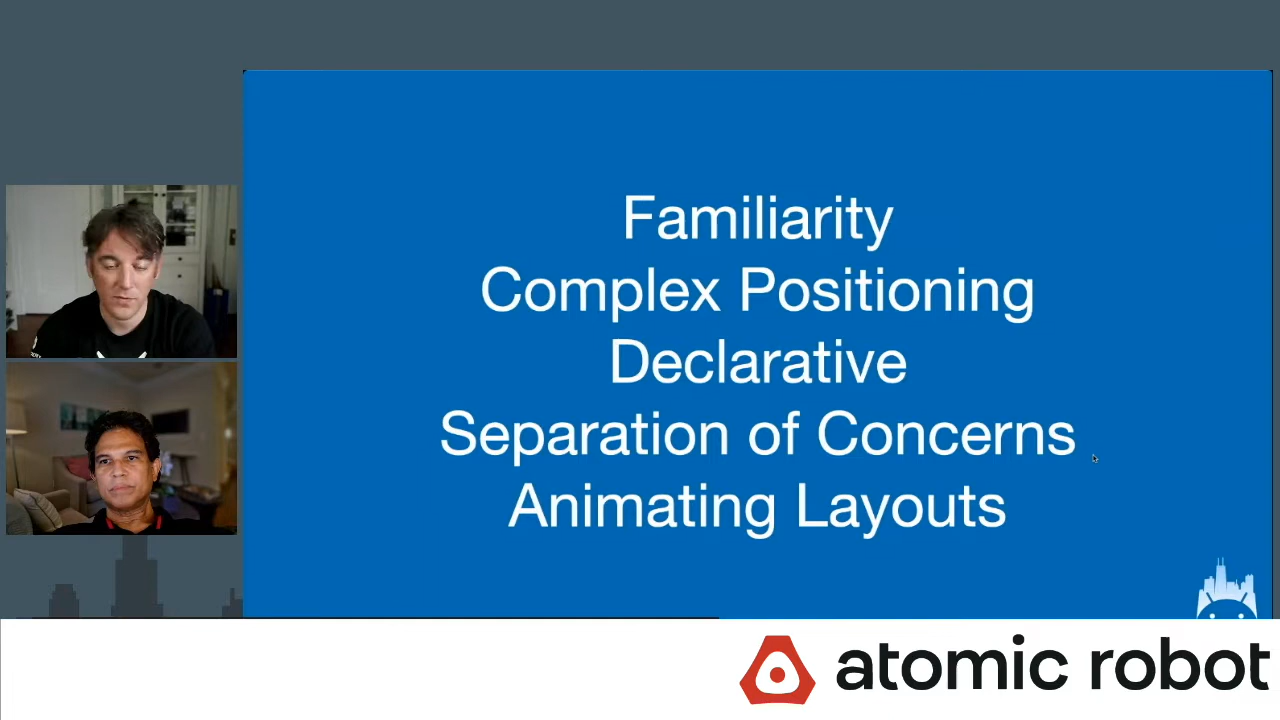 Familiarity
Complex Positioning
Declarative
Separation of Concerns
Animating Layouts
atomic robot